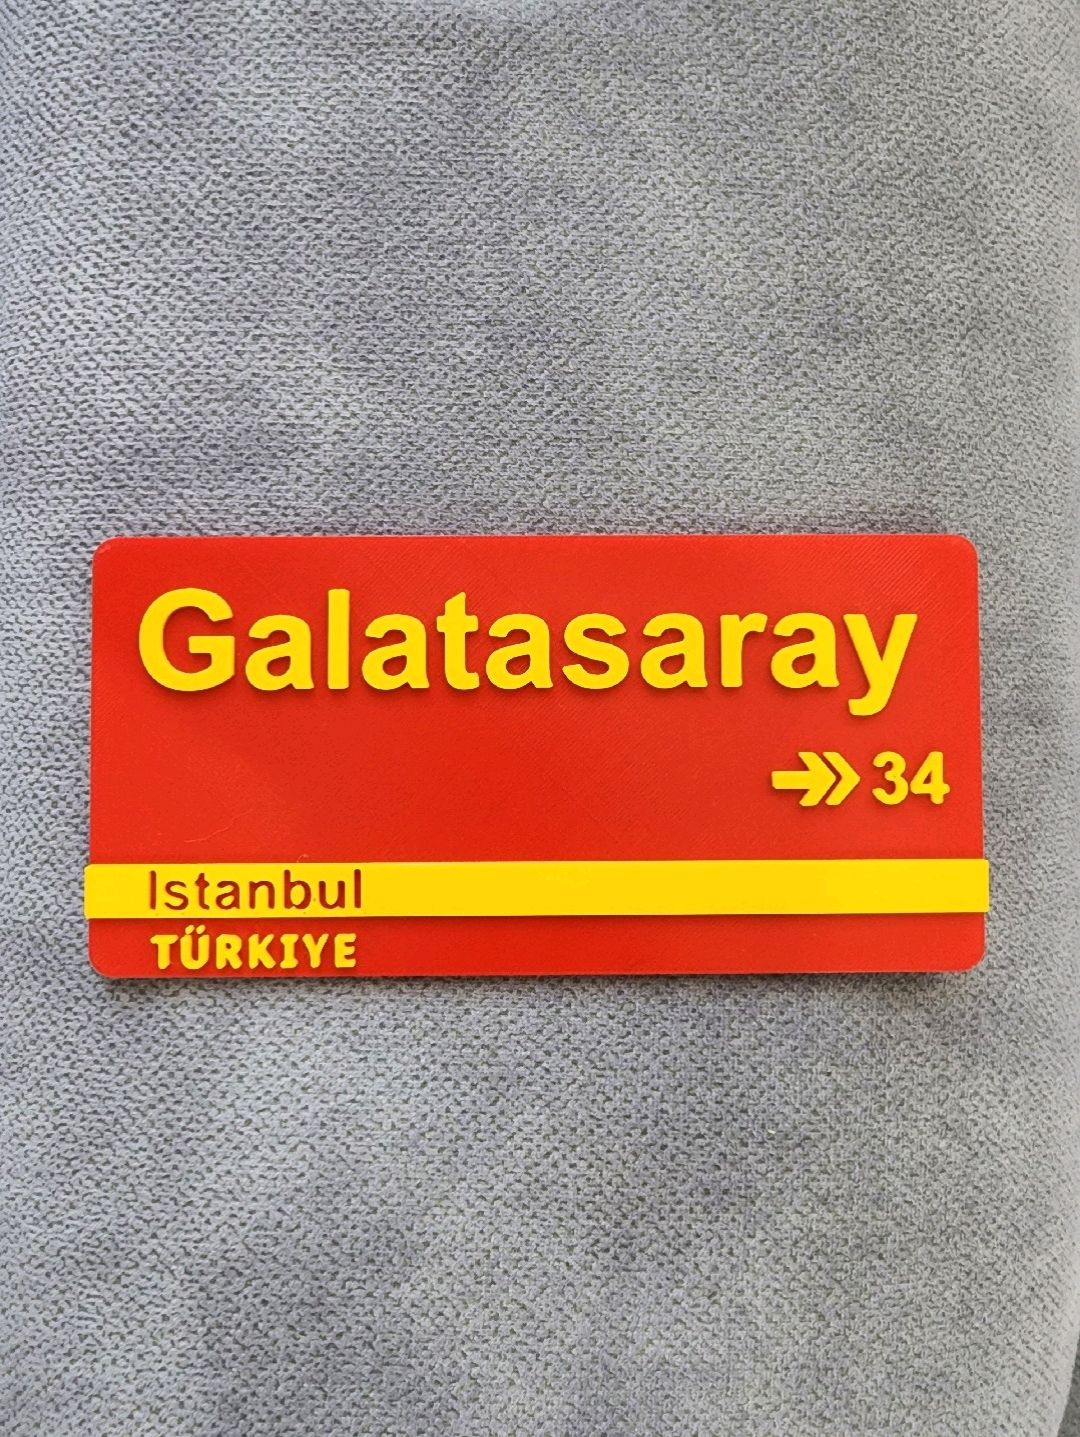 Galatasaray
34
Istanbul
TÜRKIYE